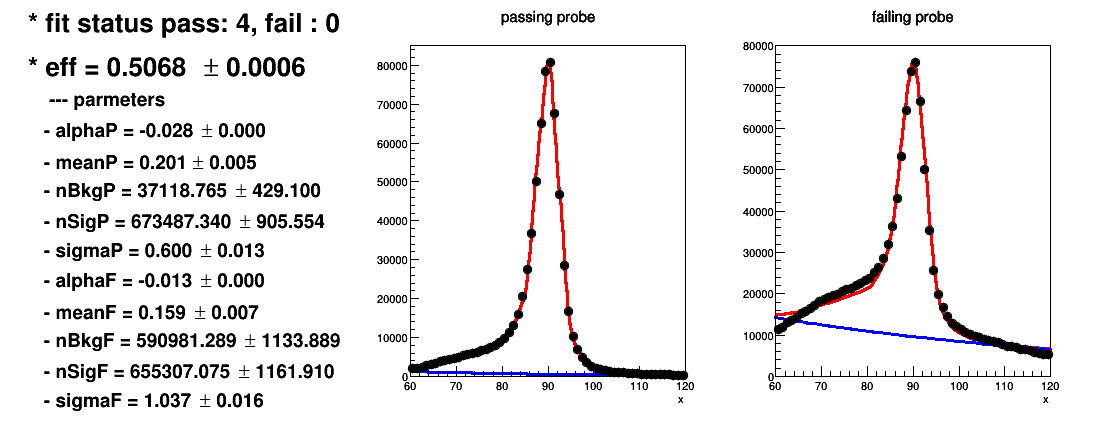 * fit status pass: 4, fail : 0
* eff = 0.5068 ± 0.0006
--- parmeters
- alphaP = -0.028 ± 0.000
- meanP = 0.201 ± 0.005
- nBkgP = 37118.765 ± 429.100
- nSigP = 673487.340 ± 905.554
- sigmaP = 0.600 ± 0.013
- alphaF = -0.013 ± 0.000
- meanF = 0.159 ± 0.007
- nBkgF = 590981.289 ± 1133.889
- nSigF = 655307.075 ± 1161.910
- sigmaF = 1.037 ± 0.016
passing probe
80000
70000
60000
50000
40000
30000
20000
10000
0
60 70 80 90 100 110 120
x
failing probe
80000
70000
60000
50000
40000
30000
20000
10000
0
60 70 80 90 100 110 120
x